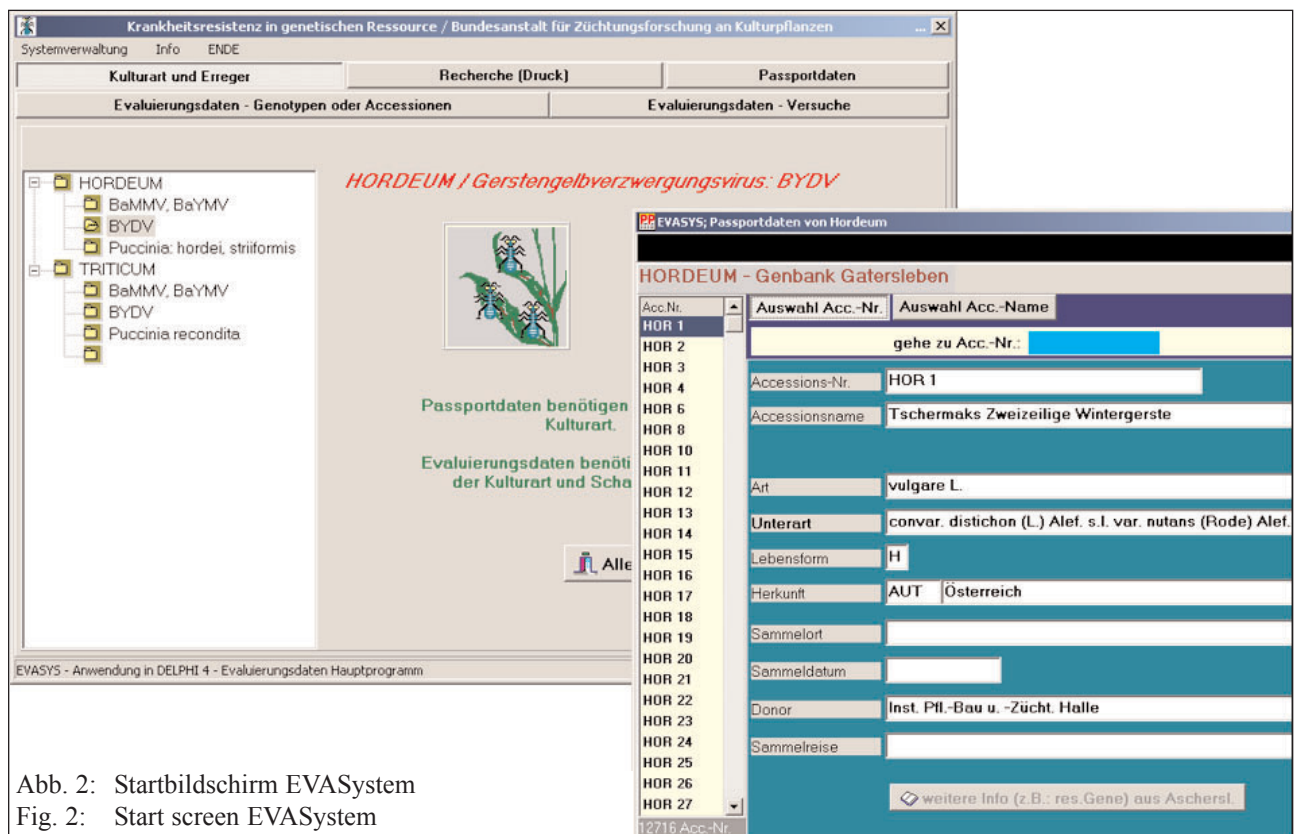 Krankheitsresistenz in genetischen Ressource / Bundesanstalt für Züchtungsforschung an Kulturpflanzen ...
Systemverwaltung Info ENDE
Kulturart und Erreger Recherche (Druck) Passportdaten
Evaluierungsdaten - Genotypen oder Accessionen Evaluierungsdaten - Versuche
HORDEUM
BaMMV, BaYMV
BYDV
Puccinia: hordei, striiformis
TRITICUM
BaMMV, BaYMV
BYDV
Puccinia recondita
HORDEUM / Gerstengelbverzwergungsvirus: BYDV
Passportdaten benötigen
Kulturart.
Evaluierungsdaten benöti
der Kulturart und Scha
Alle
EVASYS - Anwendung in DELPHI 4 - Evaluierungsdaten Hauptprogramm
EVASYS; Passportdaten von Hordeum
HORDEUM - Genbank Gatersleben
Acc.Nr.
HOR 1
HOR 2
HOR 3
HOR 4
HOR 6
HOR 8
HOR 10
HOR 11
HOR 12
HOR 13
HOR 14
HOR 15
HOR 16
HOR 17
HOR 18
HOR 19
HOR 20
HOR 21
HOR 22
HOR 23
HOR 24
HOR 25
HOR 26
HOR 27
12716 Acc-Nr.
Auswahl Acc.-Nr. Auswahl Acc.-Name
gehe zu Acc.-Nr.:
Accessions-Nr. HOR 1
Accessionsname Tschermaks Zweizeilige Wintergerste
Art vulgare L.
Unterart convar. distichon (L.) Alef. s.l. var. nutans (Rode) Alef.
Lebensform H
Herkunft AUT Österreich
Sammelort
Sammeldatum
Donor Inst. Pfl.-Bau u. -Zücht. Halle
Sammelreise
weitere Info (z.B.: res.Gene) aus Aschersl.
Abb. 2: Startbildschirm EVASystem
Fig. 2: Start screen EVASystem